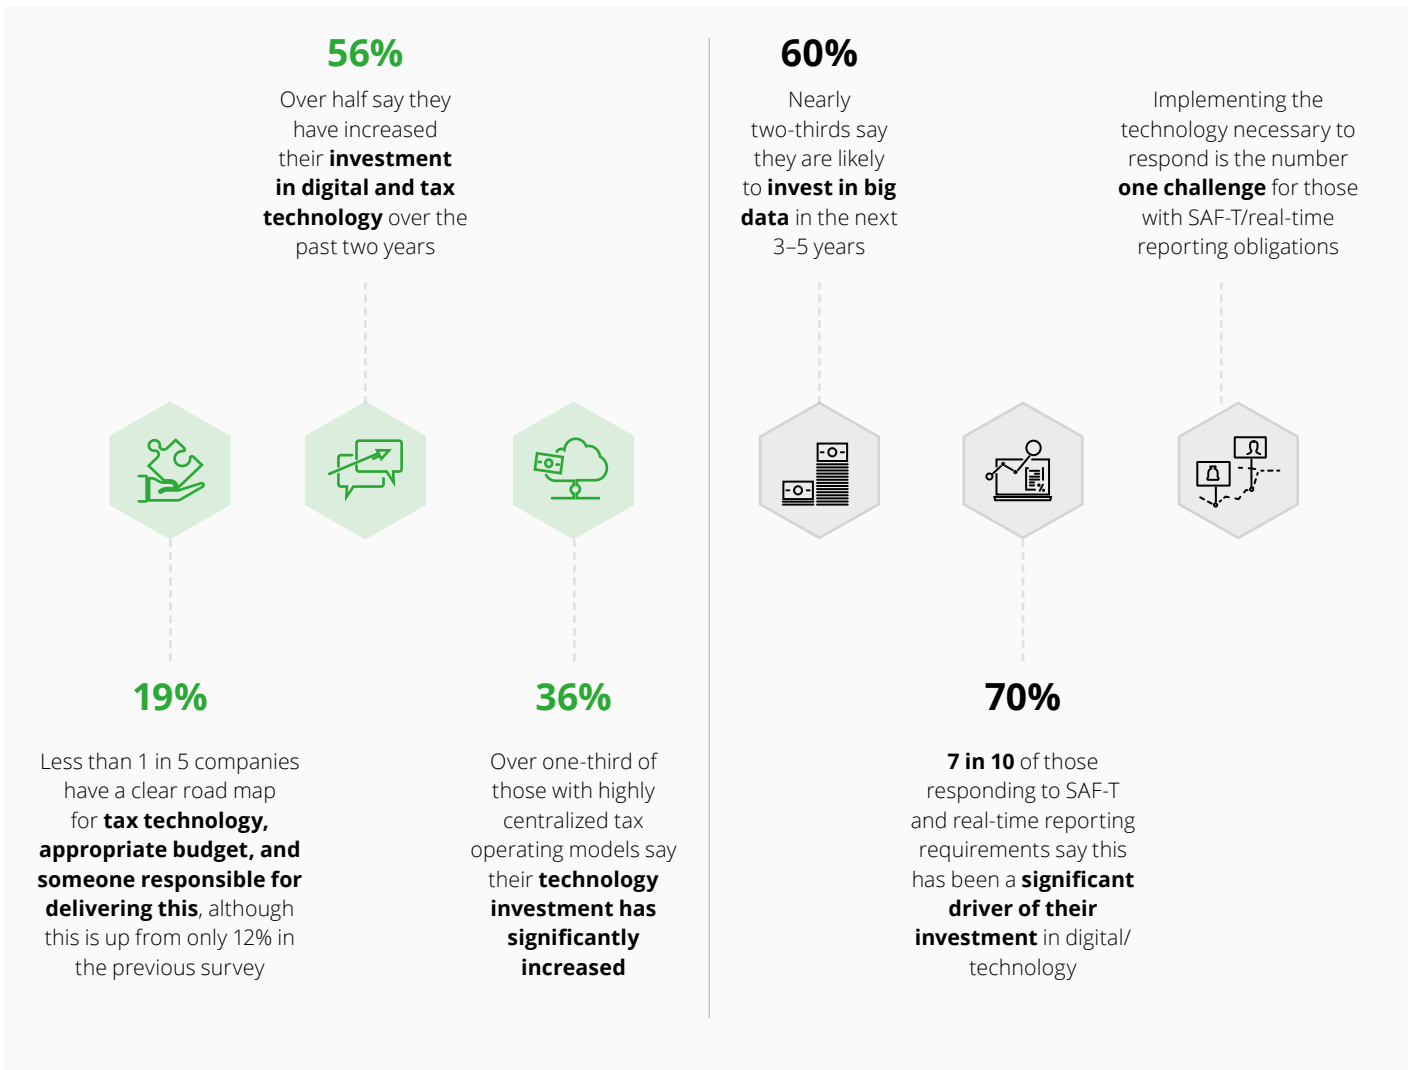 56%
Over half say they
have increased
their investment
in digital and tax
technology over the
past two years
19%
Less than 1 in 5 companies
have a clear road map
for tax technology,
appropriate budget, and
someone responsible for
delivering this, although
this is up from only 12% in
the previous survey
36%
Over one-third of
those with highly
centralized tax
operating models say
their technology
investment has
significantly
increased
60%
Nearly
two-thirds say
they are likely
to invest in big
data in the next
3–5 years
70%
7 in 10 of those
responding to SAF-T
and real-time reporting
requirements say this
has been a significant
driver of their
investment in digital/
technology
Implementing the
technology necessary to
respond is the number
one challenge for those
with SAF-T/real-time
reporting obligations
%